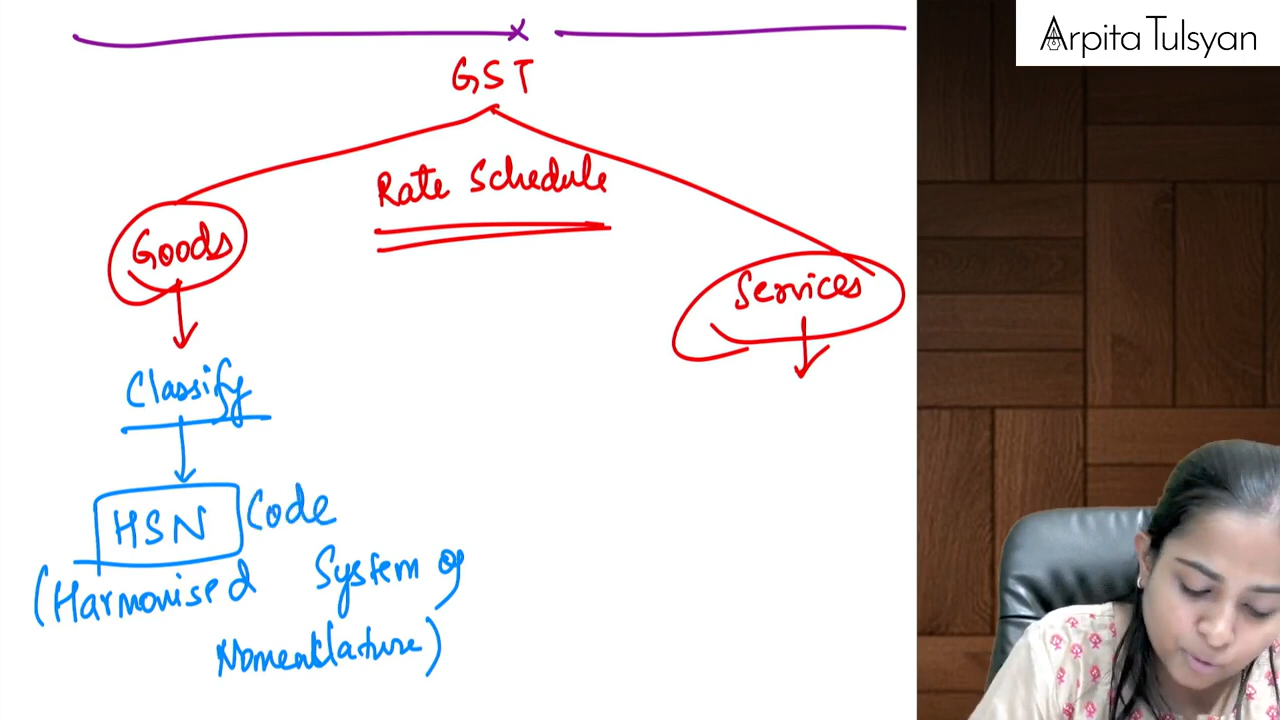 Arpita Tulsyan
GST
Rate Schedule
Goods
Services
Classify
HSN Code
(Harmonised System of
Nomenclature)